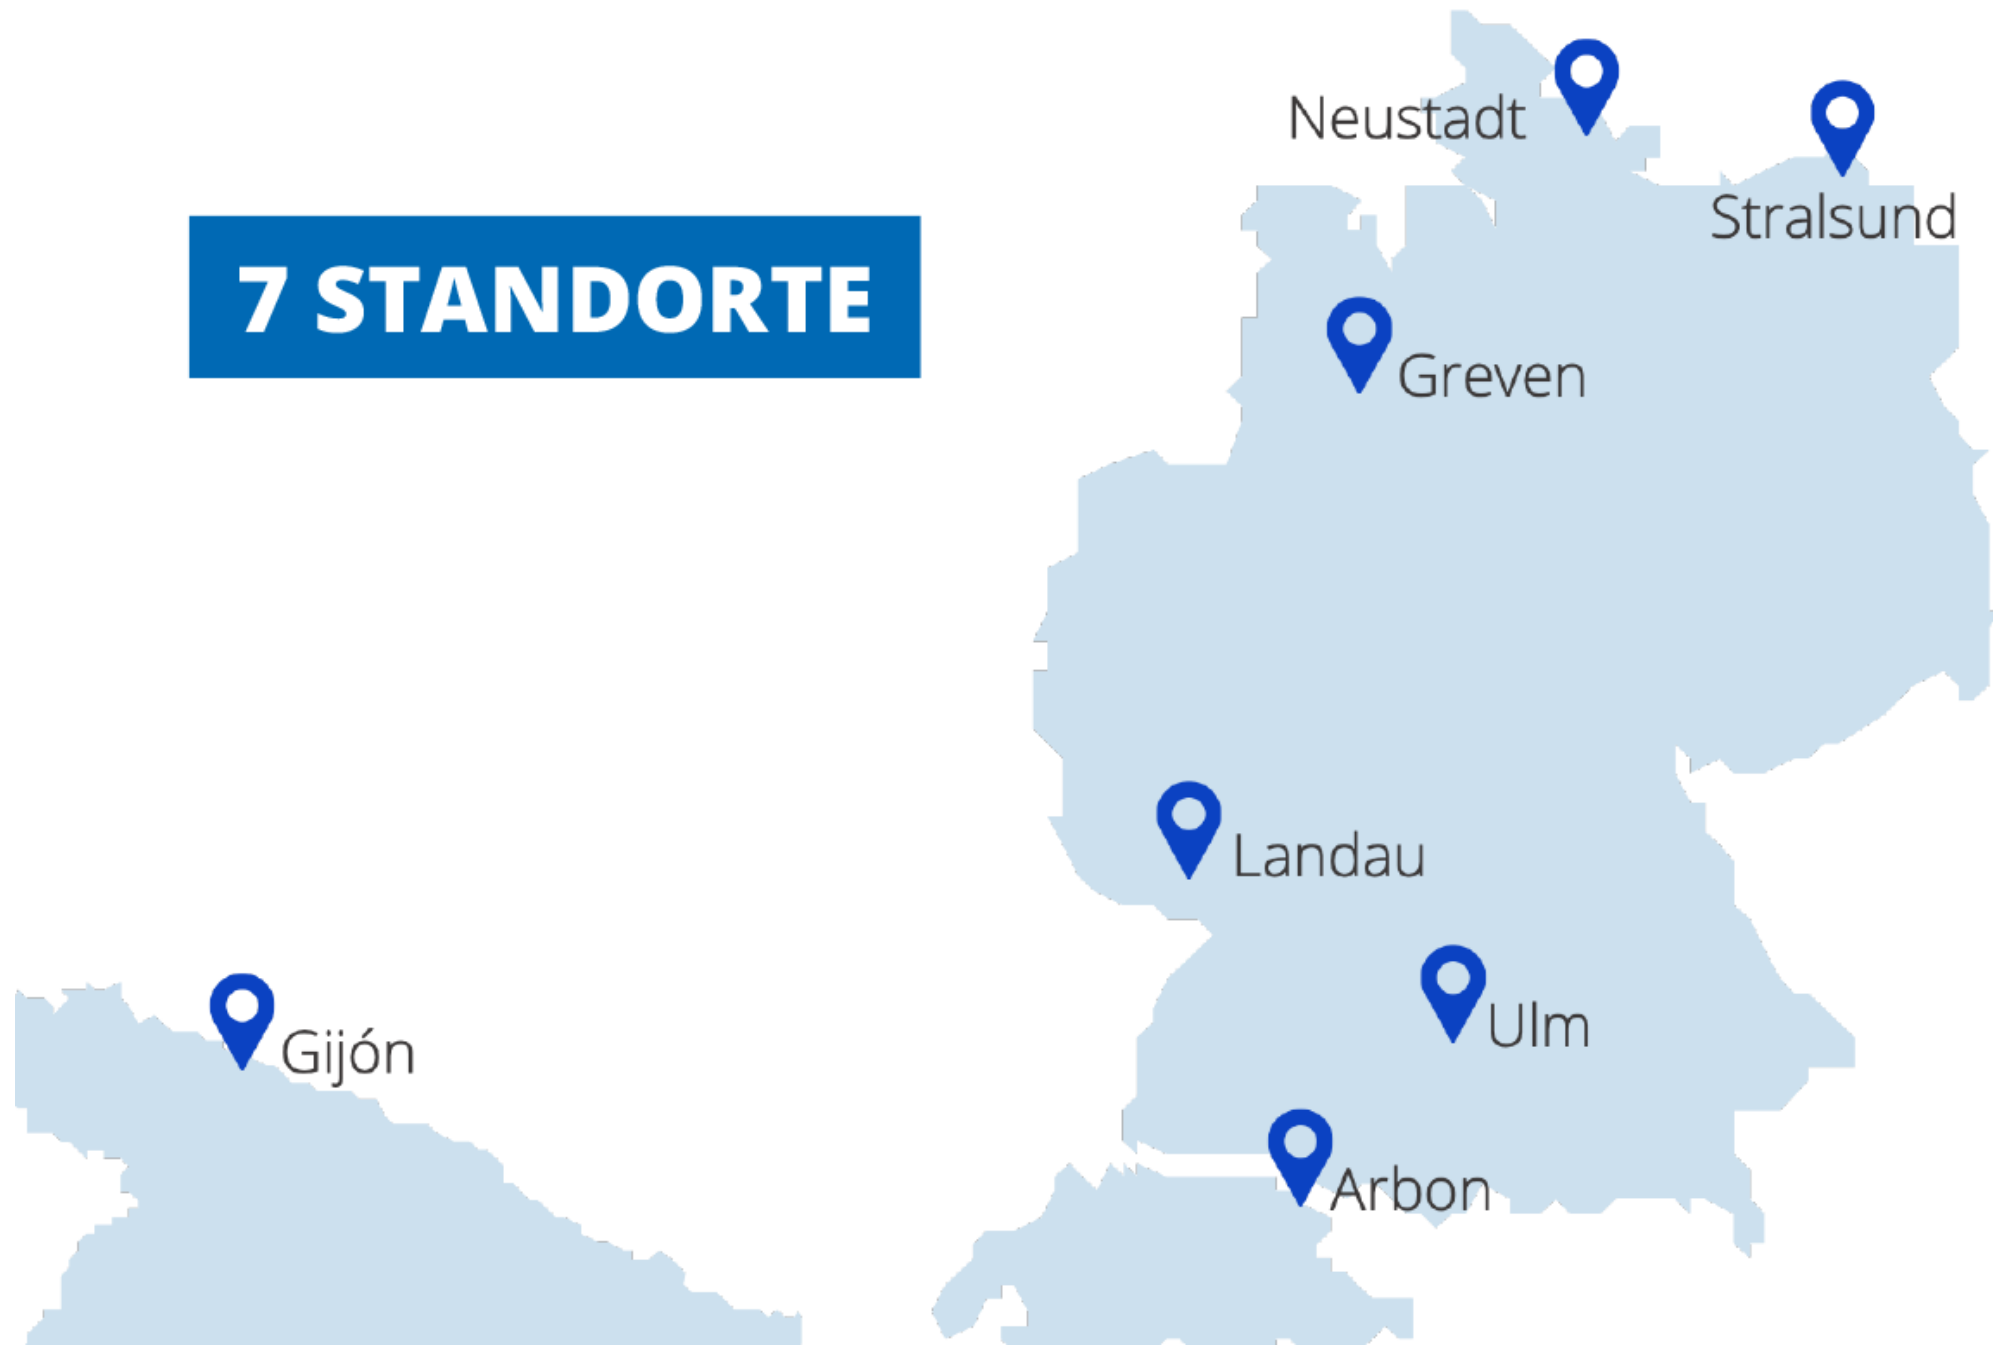 Neustadt
Stralsund
7 STANDORTE
Greven
Landau
Ulm
Gijón
Arbon